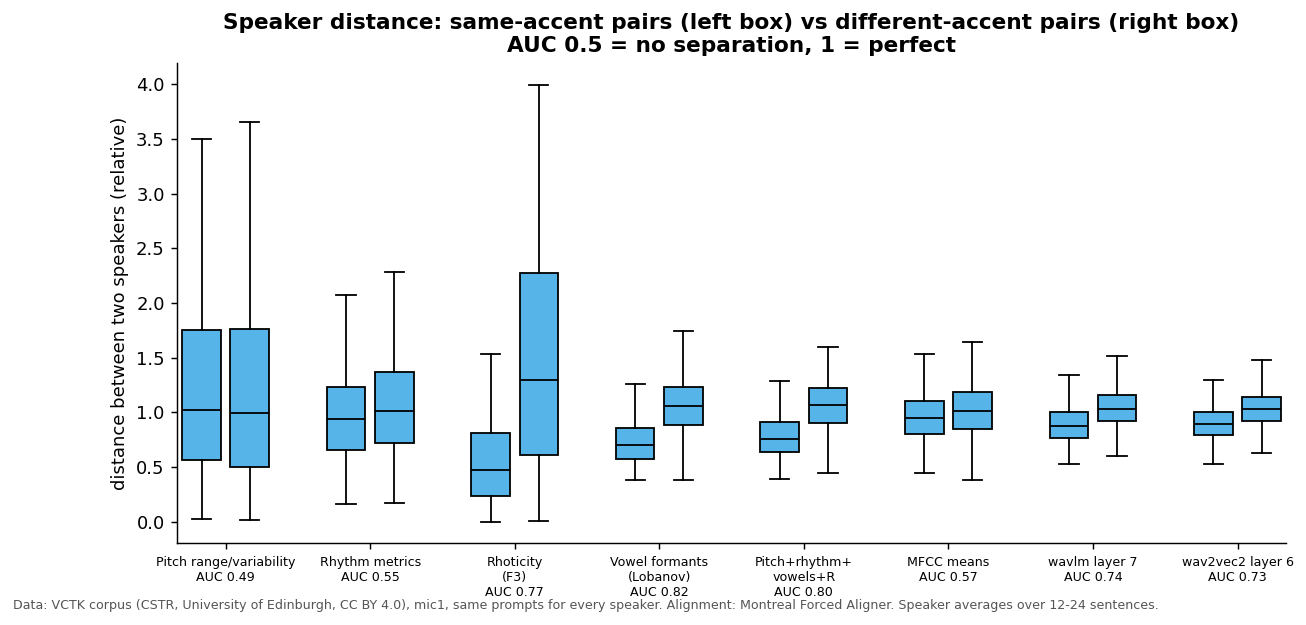 Speaker distance: same-accent pairs (left box) vs different-accent pairs (right box)
AUC 0.5 = no separation, 1 = perfect
distance between two speakers (relative)
4.0
3.5
3.0
2.5
2.0
1.5
1.0
0.5
0.0
Pitch range/variability
AUC 0.49
Rhythm metrics
AUC 0.55
Rhoticity
(F3)
AUC 0.77
Vowel formants
(Lobanov)
AUC 0.82
Pitch+rhythm+
vowels+R
AUC 0.80
MFCC means
AUC 0.57
wavlm layer 7
AUC 0.74
wav2vec2 layer 6
AUC 0.73
Data: VCTK corpus (CSTR, University of Edinburgh, CC BY 4.0), mic1, same prompts for every speaker. Alignment: Montreal Forced Aligner. Speaker averages over 12-24 sentences.